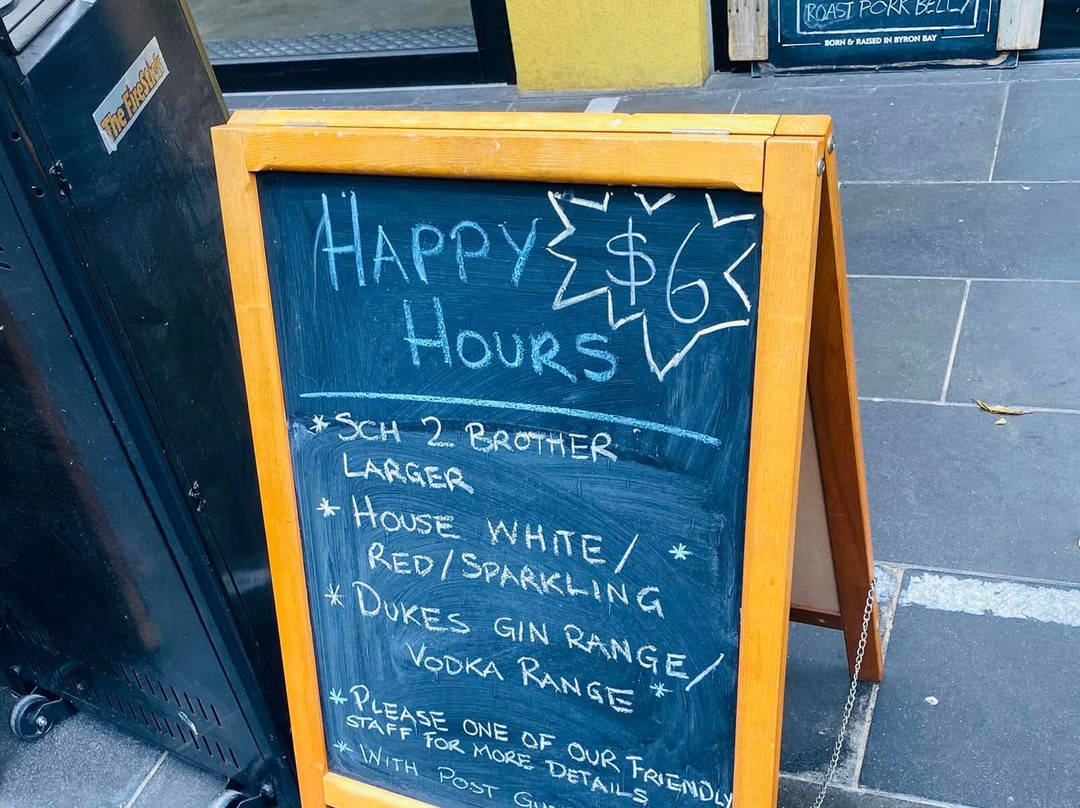 ROAST PORK BELLY
BORN & RAISED IN BYRON BAY
The FireStick
HAPPY $6
HOURS
* SCH 2 BROTHER
LARGER
* HOUSE WHITE/ *
RED/SPARKLING
* DUKES GIN RANGE/
VODKA RANGE *
* PLEASE ONE OF OUR FRIENDLY
STAFF FOR MORE DETAILS
* WITH POST